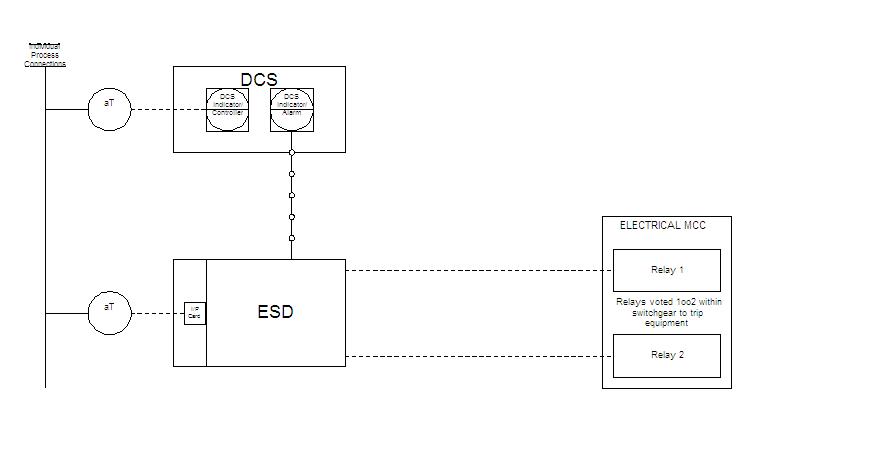 Individual
Process
Connections
DCS
aT
DCS
Indicator/
Controller
DCS
Indicator/
Alarm
ELECTRICAL MCC
Relay 1
Relays voted 1oo2 within
switchgear to trip
equipment
Relay 2
aT
I/P
Card
ESD